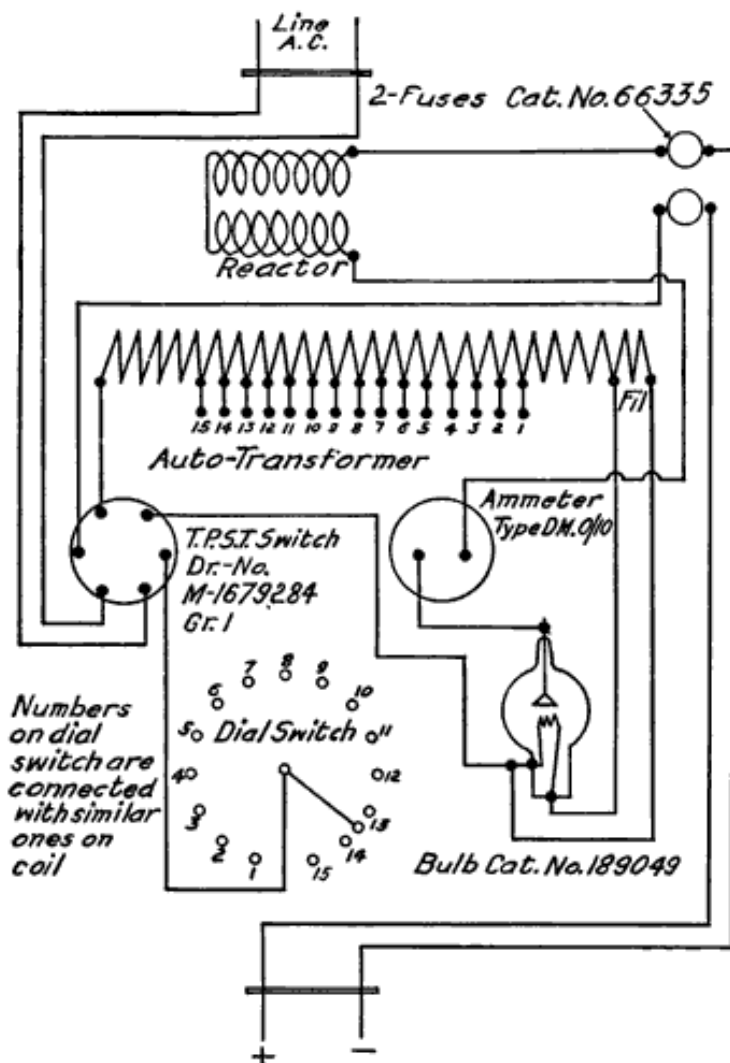 Line
A.C.
2-Fuses Cat. No. 66335
Reactor
Fil
15 14 13 12 11 10 9 8 7 6 5 4 3 2 1
Auto-Transformer
Ammeter
Type D.M. 0/10
T.P.S.T. Switch
Dr.-No.
M-1679284
Gr. 1
Numbers
on dial
switch are
connected
with similar
ones on
coil
Dial Switch
1
2
3
4
5
6
7
8
9
10
11
12
13
14
15
Bulb Cat. No. 189049
+ −